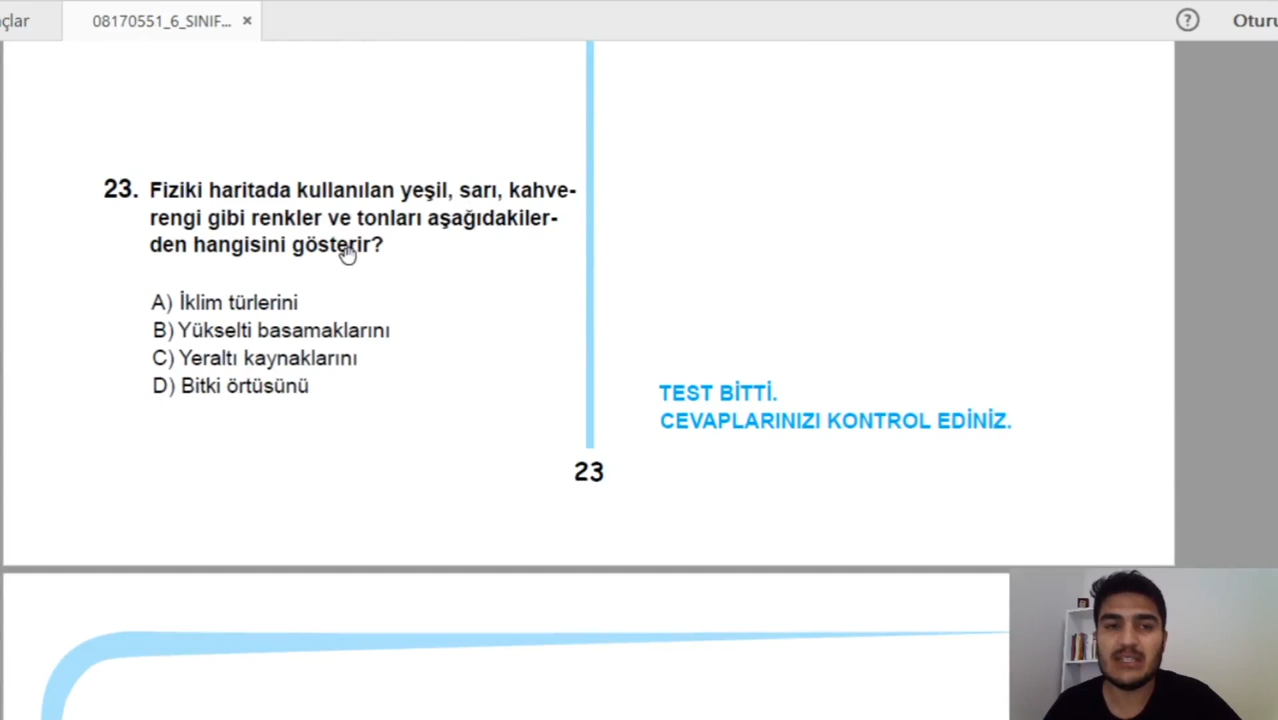 çlar
08170551_6_SINIF... ×
?
Oturu
23. Fiziki haritada kullanılan yeşil, sarı, kahve-
rengi gibi renkler ve tonları aşağıdakiler-
den hangisini gösterir?
A) İklim türlerini
B) Yükselti basamaklarını
C) Yeraltı kaynaklarını
D) Bitki örtüsünü
TEST BİTTİ.
CEVAPLARINIZI KONTROL EDİNİZ.
23